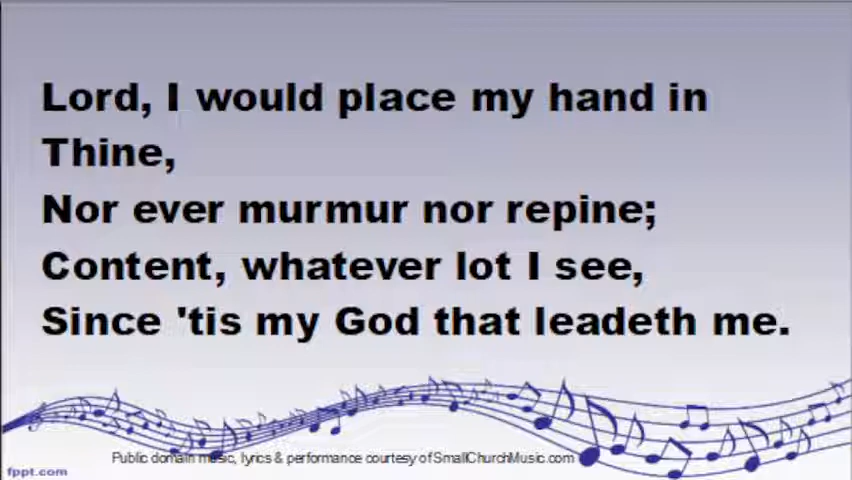 Lord, I would place my hand in
Thine,
Nor ever murmur nor repine;
Content, whatever lot I see,
Since 'tis my God that leadeth me.
Public domain music, lyrics & performance courtesy of SmallChurchMusic.com
fppt.com